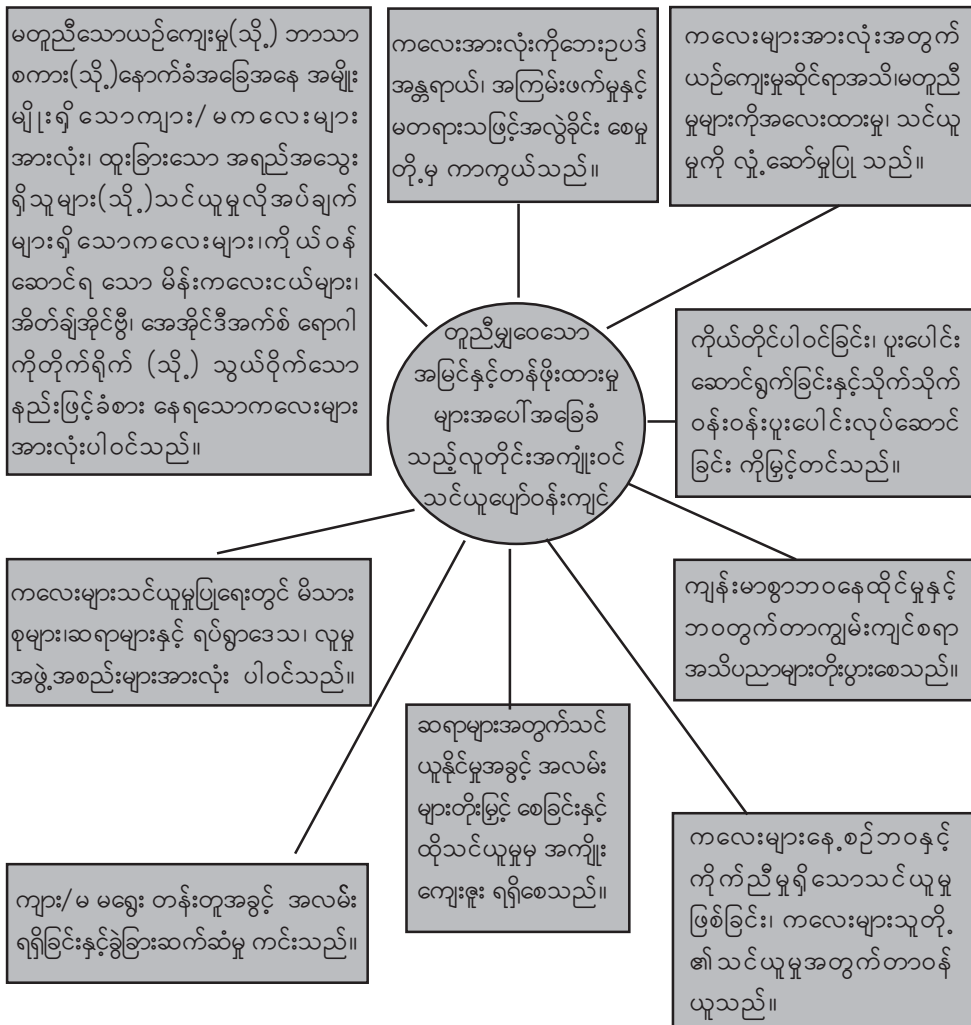 မတူညီသောယဉ်ကျေးမှု(သို့) ဘာသာ
စကား(သို့)နောက်ခံအခြေအနေ အမျိုး
မျိုးရှိ သောကျား/ မကလေးများ
အားလုံး၊ ထူးခြားသော အရည်အသွေး
ရှိသူများ(သို့)သင်ယူမှုလိုအပ်ချက်
များရှိသောကလေးများ၊ကိုယ်ဝန်
ဆောင်ရ သော မိန်းကလေးငယ်များ၊
အိတ်ချ်အိုင်ဗွီ၊ အေအိုင်ဒီအက်စ် ရောဂါ
ကိုတိုက်ရိုက် (သို့) သွယ်ဝိုက်သော
နည်းဖြင့်ခံစား နေရသောကလေးများ
အားလုံးပါဝင်သည်။
ကလေးအားလုံးကိုဘေးဥပဒ်
အန္တရာယ်၊ အကြမ်းဖက်မှုနှင့်
မတရားသဖြင့်အလွဲခိုင်း စေမှု
တို့မှ ကာကွယ်သည်။
ကလေးများအားလုံးအတွက်
ယဉ်ကျေးမှုဆိုင်ရာအသိ၊မတူညီ
မှုများကိုအလေးထားမှု၊ သင်ယူ
မှုကို လှုံ့ဆော်မှုပြု သည်။
တူညီမျှဝေသော
အမြင်နှင့်တန်ဖိုးထားမှု
များအပေါ်အခြေခံ
သည့်လူတိုင်းအကျုံးဝင်
သင်ယူပျော်ဝန်းကျင်
ကိုယ်တိုင်ပါဝင်ခြင်း၊ ပူးပေါင်း
ဆောင်ရွက်ခြင်းနှင့်သိုက်သိုက်
ဝန်းဝန်းပူးပေါင်းလုပ်ဆောင်
ခြင်း ကိုမြှင့်တင်သည်။
ကလေးများသင်ယူမှုပြုရေးတွင် မိသား
စုများ၊ဆရာများနှင့် ရပ်ရွာဒေသ၊ လူမှု
အဖွဲ့အစည်းများအားလုံး ပါဝင်သည်။
ကျန်းမာစွာဘဝနေထိုင်မှုနှင့်
ဘဝတွက်တာကျွမ်းကျင်စရာ
အသိပညာများတိုးပွားစေသည်။
ဆရာများအတွက်သင်
ယူနိုင်မှုအခွင့် အလမ်း
များတိုးမြှင့် စေခြင်းနှင့်
ထိုသင်ယူမှုမှ အကျိုး
ကျေးဇူး ရရှိစေသည်။
ကျား/မ မရွေး တန်းတူအခွင့် အလမ်း
ရရှိခြင်းနှင့်ခွဲခြားဆက်ဆံမှု ကင်းသည်။
ကလေးများနေ့စဉ်ဘဝနှင့်
ကိုက်ညီမှုရှိသောသင်ယူမှု
ဖြစ်ခြင်း၊ ကလေးများသူတို့
၏သင်ယူမှုအတွက်တာဝန်
ယူသည်။